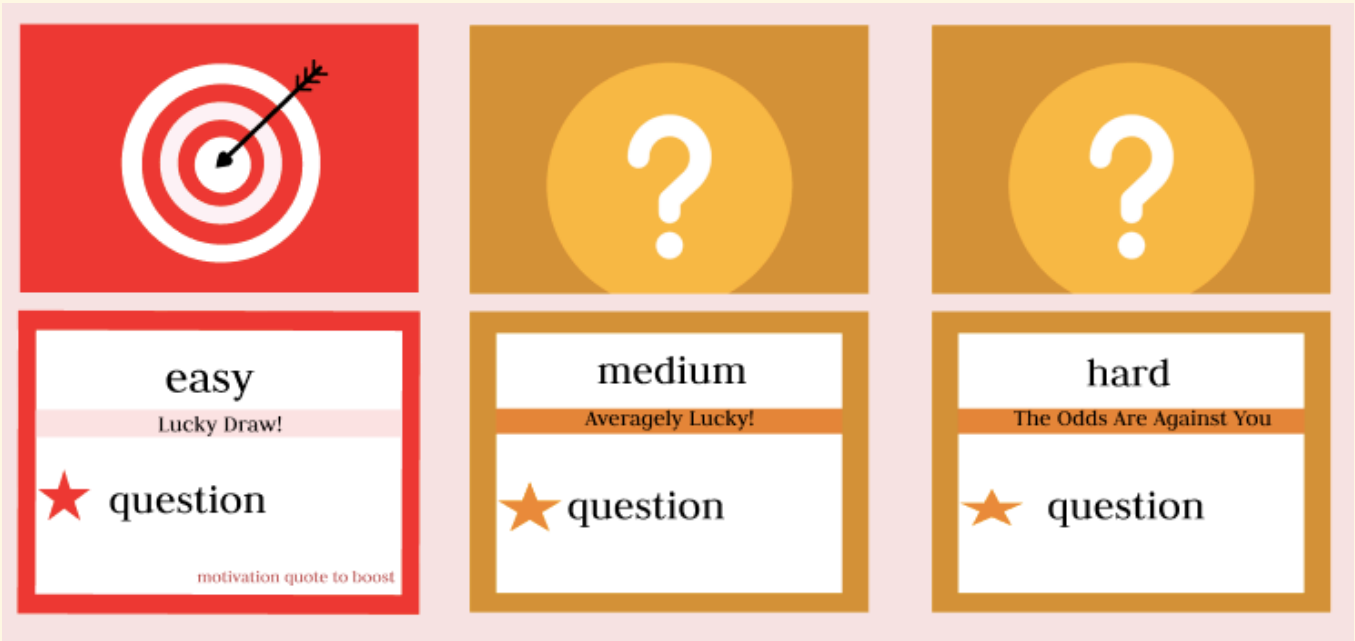 easy
Lucky Draw!
question
motivation quote to boost
medium
Averagely Lucky!
question
hard
The Odds Are Against You
question